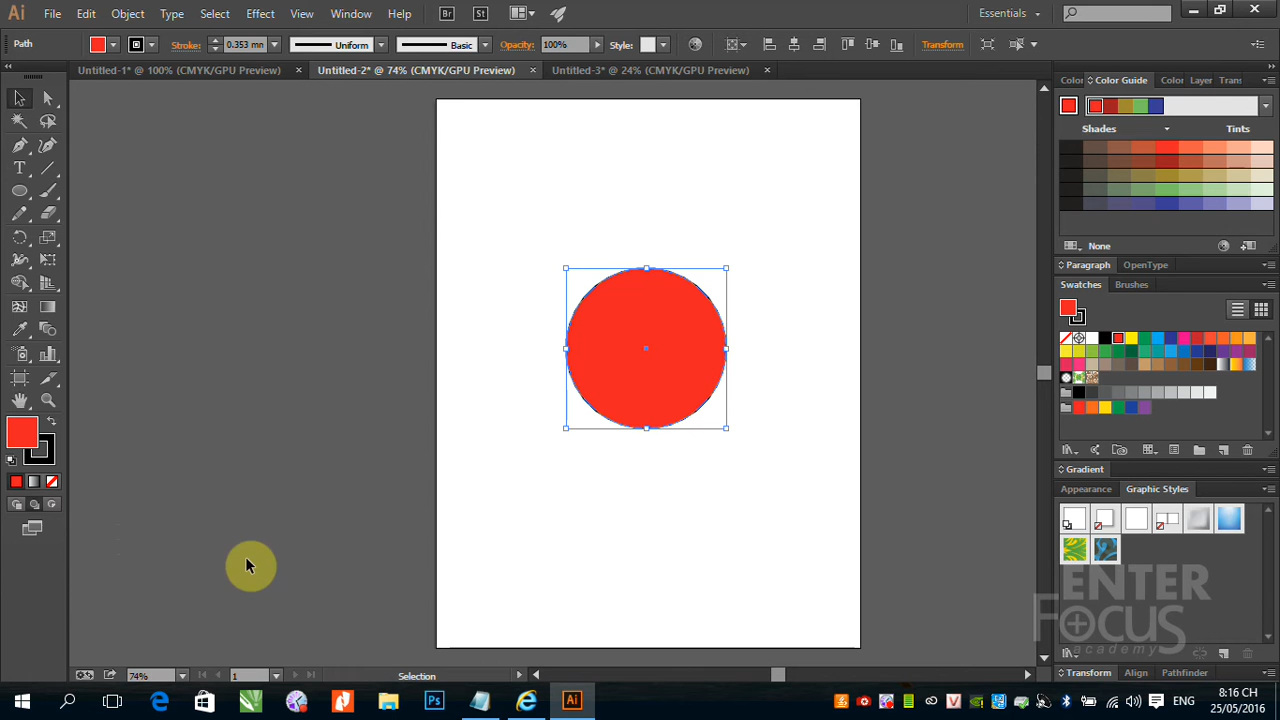 Ai File Edit Object Type Select Effect View Window Help Br St Essentials
Path Stroke: 0.353 mn Uniform Basic Opacity: 100% Style: Transform
Untitled-1* @ 100% (CMYK/GPU Preview) × Untitled-2* @ 74% (CMYK/GPU Preview) × Untitled-3* @ 24% (CMYK/GPU Preview) ×
Color Color Guide Color Layer Trans
Shades Tints
None
Paragraph OpenType
Swatches Brushes
Gradient
Appearance Graphic Styles
ENTER
FOCUS
academy
74% 1 Selection
Transform Align Pathfinder
Ps Ai ENG 8:16 CH
25/05/2016